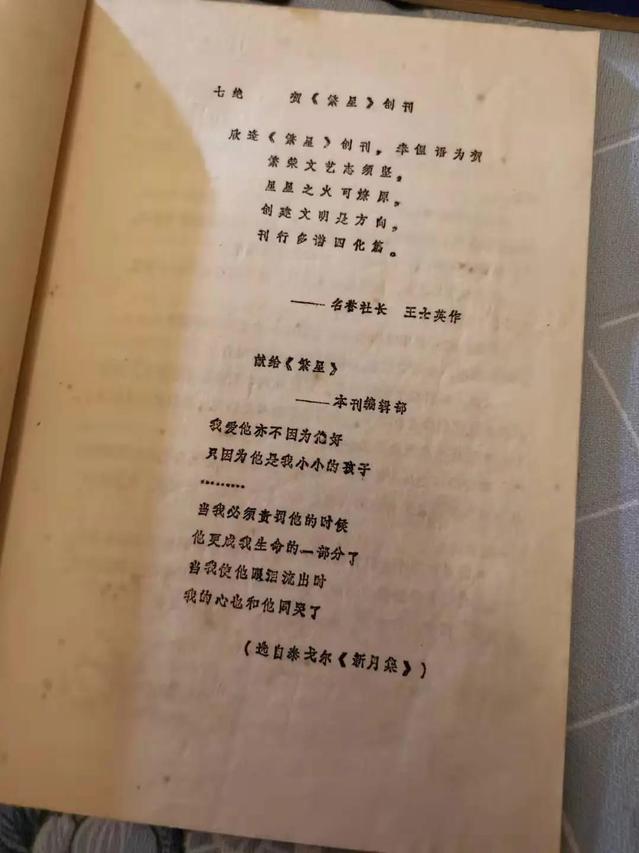 七绝 贺《繁星》创刊
欣逢《繁星》创刊，李俚语为贺
繁荣文艺志须坚，
星星之火可燎原，
创建文明是方向，
刊行多谱四化篇。
——名誉社长 王士英作
献给《繁星》
——本刊编辑部
我爱他亦不因为他好
只因为他是我小小的孩子
………
当我必须责罚他的时候
他更成我生命的一部分了
当我使他眼泪流出时
我的心也和他同哭了
（选自泰戈尔《新月集》）